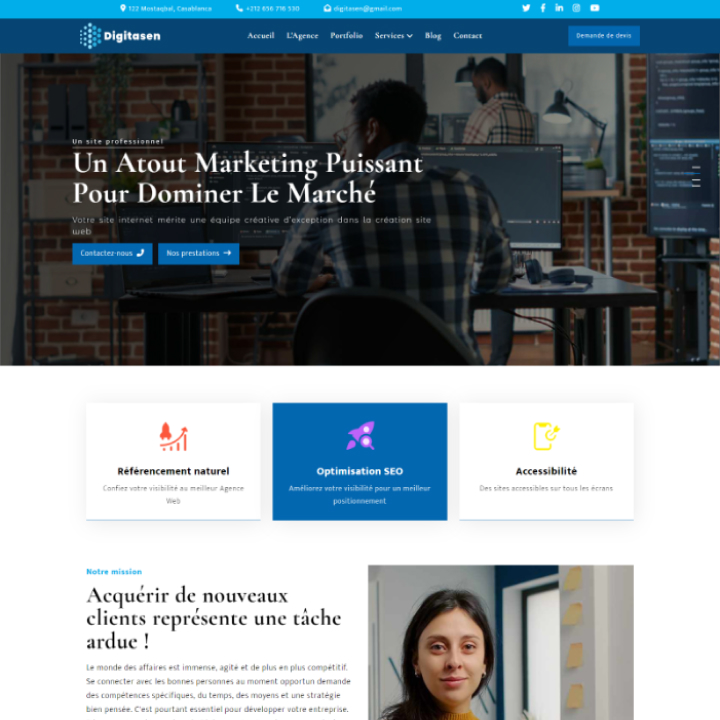 122 Mostaqbal, Casablanca +212 656 716 330 digitasen@gmail.com
Digitasen Accueil L'Agence Portfolio Services Blog Contact Demande de devis
Un site professionnel
Un Atout Marketing Puissant
Pour Dominer Le Marché
Votre site internet mérite une équipe créative d'exception dans la création site
web
Contactez-nous Nos prestations
Référencement naturel
Confiez votre visibilité au meilleur Agence
Web
Optimisation SEO
Améliorez votre visibilité pour un meilleur
positionnement
Accessibilité
Des sites accessibles sur tous les écrans
Notre mission
Acquérir de nouveaux
clients représente une tâche
ardue !
Le monde des affaires est immense, agité et de plus en plus compétitif.
Se connecter avec les bonnes personnes au moment opportun demande
des compétences spécifiques, du temps, des moyens et une stratégie
bien pensée. C'est pourtant essentiel pour développer votre entreprise.